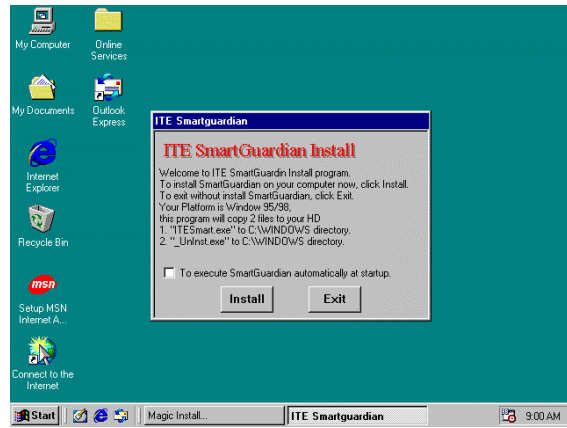 My Computer
Online
Services
My Documents
Outlook
Express
Internet
Explorer
Recycle Bin
msn
Setup MSN
Internet A...
Connect to the
Internet
ITE Smartguardian
ITE SmartGuardian Install
Welcome to ITE SmartGuardin Install program.
To install SmartGuardian on your computer now, click Install.
To exit without install SmartGuardian, click Exit.
Your Platform is Window 95/98,
this program will copy 2 files to your HD
1. "ITESmart.exe" to C:\WINDOWS directory.
2. "_UnInst.exe" to C:\WINDOWS directory.
To execute SmartGuardian automatically at startup.
Install
Exit
Start
Magic Install...
ITE Smartguardian
9:00 AM